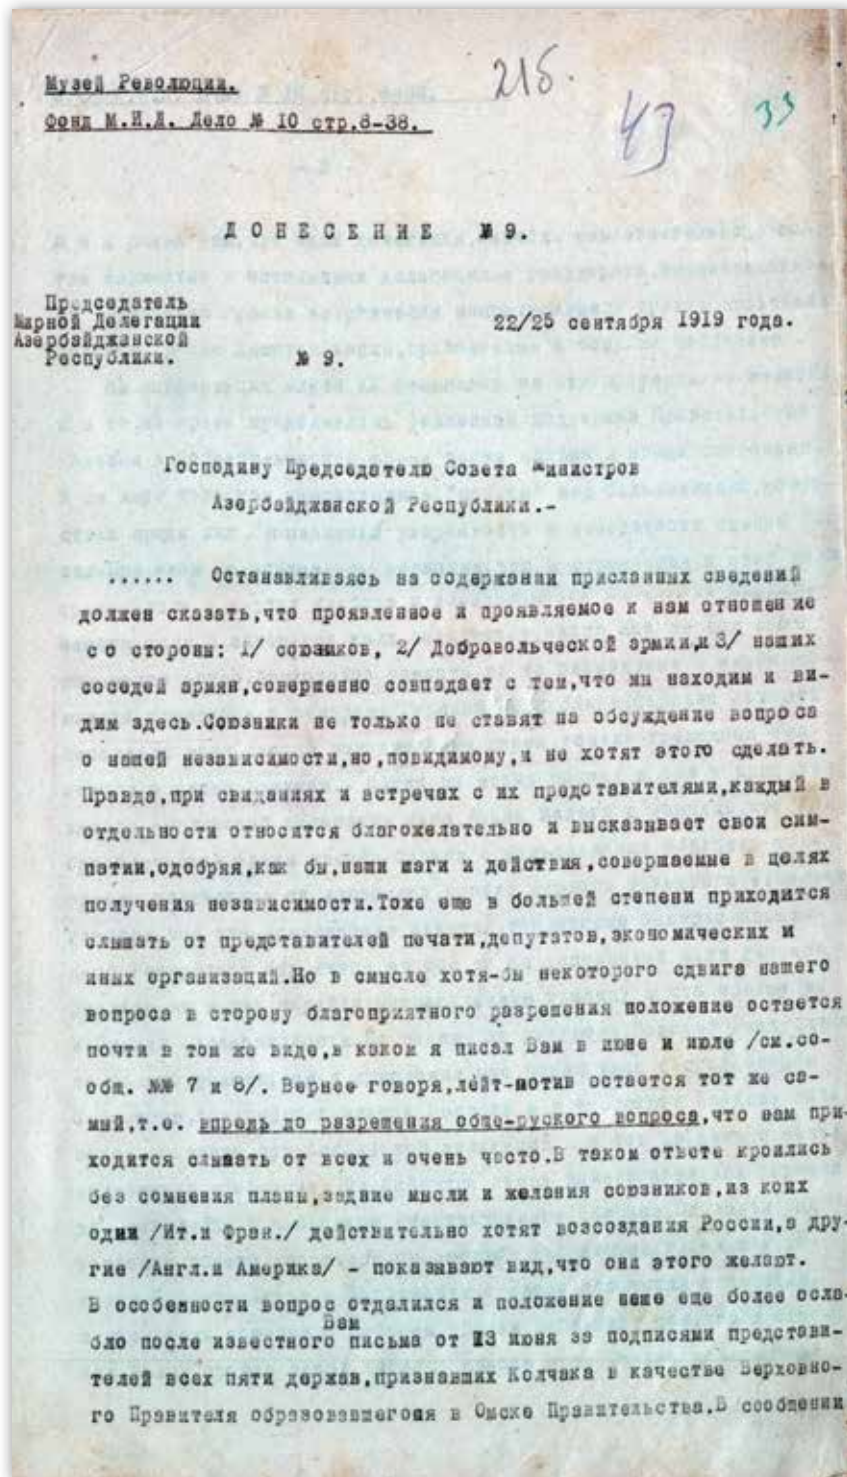 Музей Революции.
216.
Фонд М.И.Д. Дело № 10 стр.8-38.
43
33
ДОНЕСЕНИЕ № 9.
Председатель
Мирной Делегации
Азербайджанской
Республики. № 9.
22/25 сентября 1919 года.
Господину Председателю Совета Министров
Азербайджанской Республики.-
...... Останавливаясь на содержании присланных сведений
должен сказать,что проявленное и проявляемое к нам отношение
со стороны: 1/ союзников, 2/ Добровольческой армии,и 3/ наших
соседей армян,совершенно совпадает с тем,что мы находим и ви-
дим здесь.Союзники не только не ставят на обсуждение вопроса
о нашей независимости,но,повидимому,и не хотят этого сделать.
Правда,при свиданиях и встречах с их представителями,каждый в
отдельности относится благожелательно и высказывает свои сим-
патии,одобряя,как бы,наши шаги и действия,совершаемые в целях
получения независимости.Тоже еще в большей степени приходится
слышать от представителей печати,депутатов,экономических и
иных организаций.Но в смысле хотя-бы некоторого сдвига нашего
вопроса в сторону благоприятного разрешения положение остается
почти в том же виде,в каком я писал Вам в июне и июле /см.со-
общ. №№ 7 и 8/. Вернее говоря,лейт-мотив остается тот же са-
мый,т.е. впредь до разрешения обще-руского вопроса,что нам при-
ходится слышать от всех и очень часто.В таком ответе кроились
без сомнения планы,задние мысли и желания союзников,из коих
одни /Ит.и Фран./ действительно хотят возсоздания России,а дру-
гие /Англ.и Америка/ - показывают вид,что они этого желают.
В особенности вопрос отдалился и положение наше еще более осла-
Вам
бло после известного письма от 13 июня за подписями представи-
телей всех пяти держав,признавших Колчака в качестве Верховно-
го Правителя образовавшегося в Омске Правительства.В сообщении